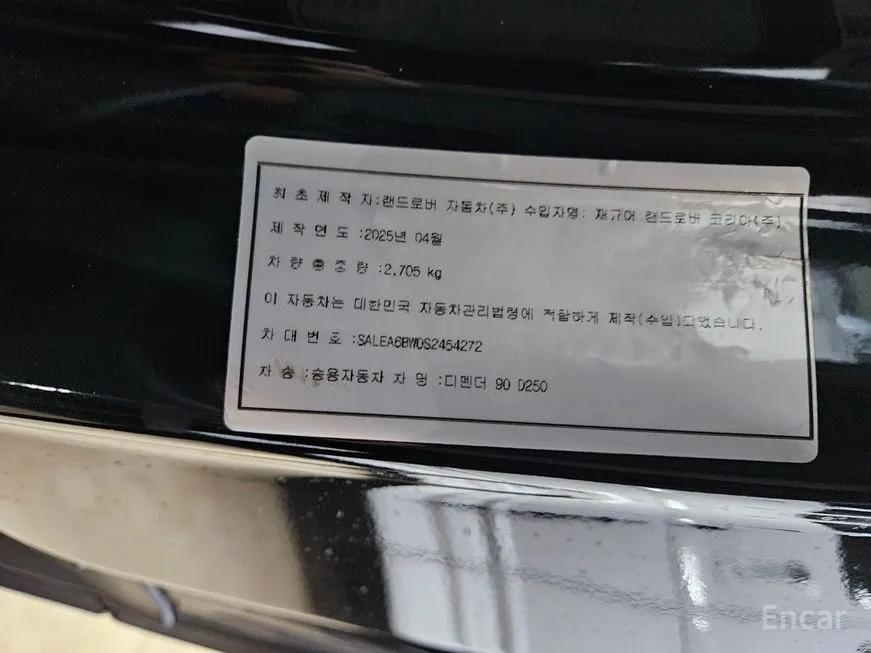 최초제작자:랜드로버 자동차(주) 수입자명: 재규어 랜드로버 코리아(주)
제작연도 :2025년 04월
차량총중량 :2,705 kg
이 자동차는 대한민국 자동차관리법령에 적합하게 제작(수입)되었습니다.
차대번호 :SALEA6BW0S2454272
차종 :승용자동차 차명 :디펜더 90 D250
Encar